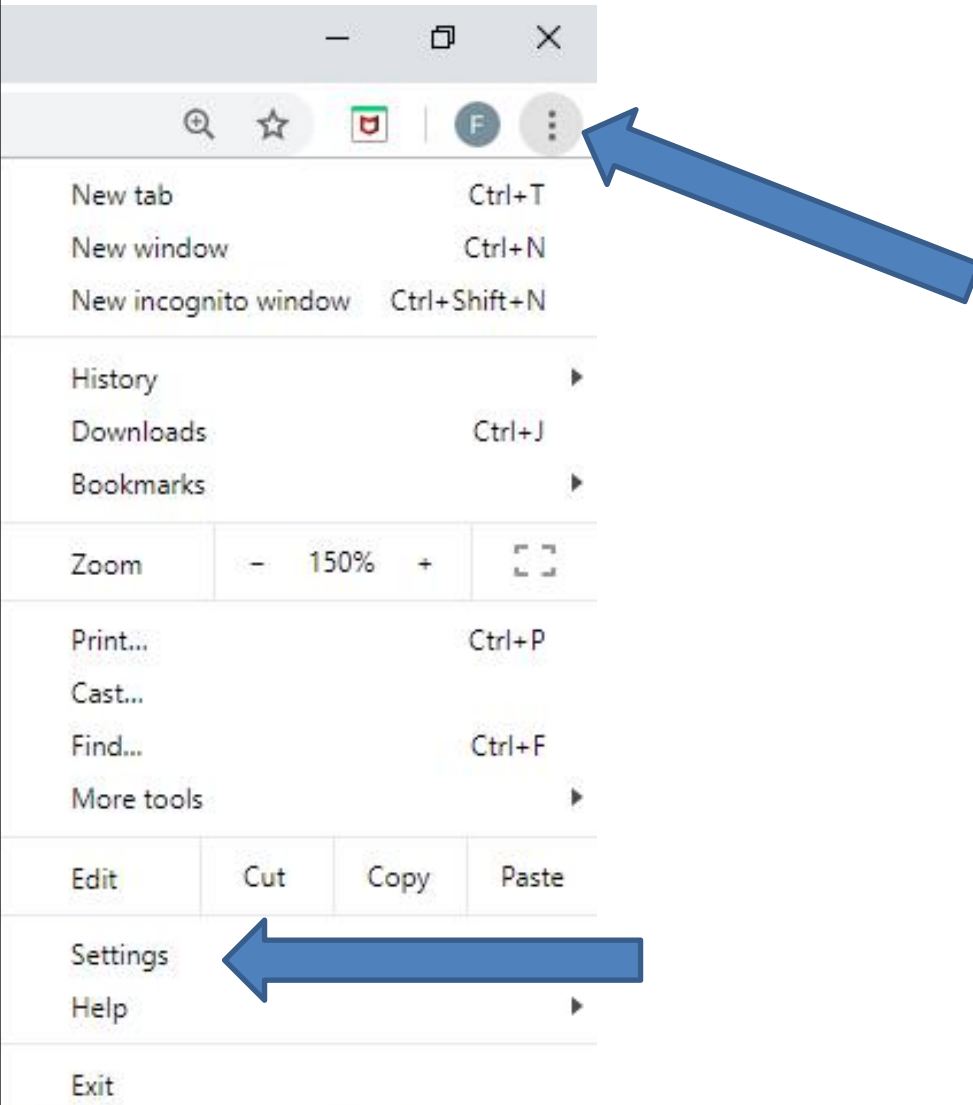 F
New tab Ctrl+T
New window Ctrl+N
New incognito window Ctrl+Shift+N
History
Downloads Ctrl+J
Bookmarks
Zoom - 150% +
Print... Ctrl+P
Cast...
Find... Ctrl+F
More tools
Edit Cut Copy Paste
Settings
Help
Exit